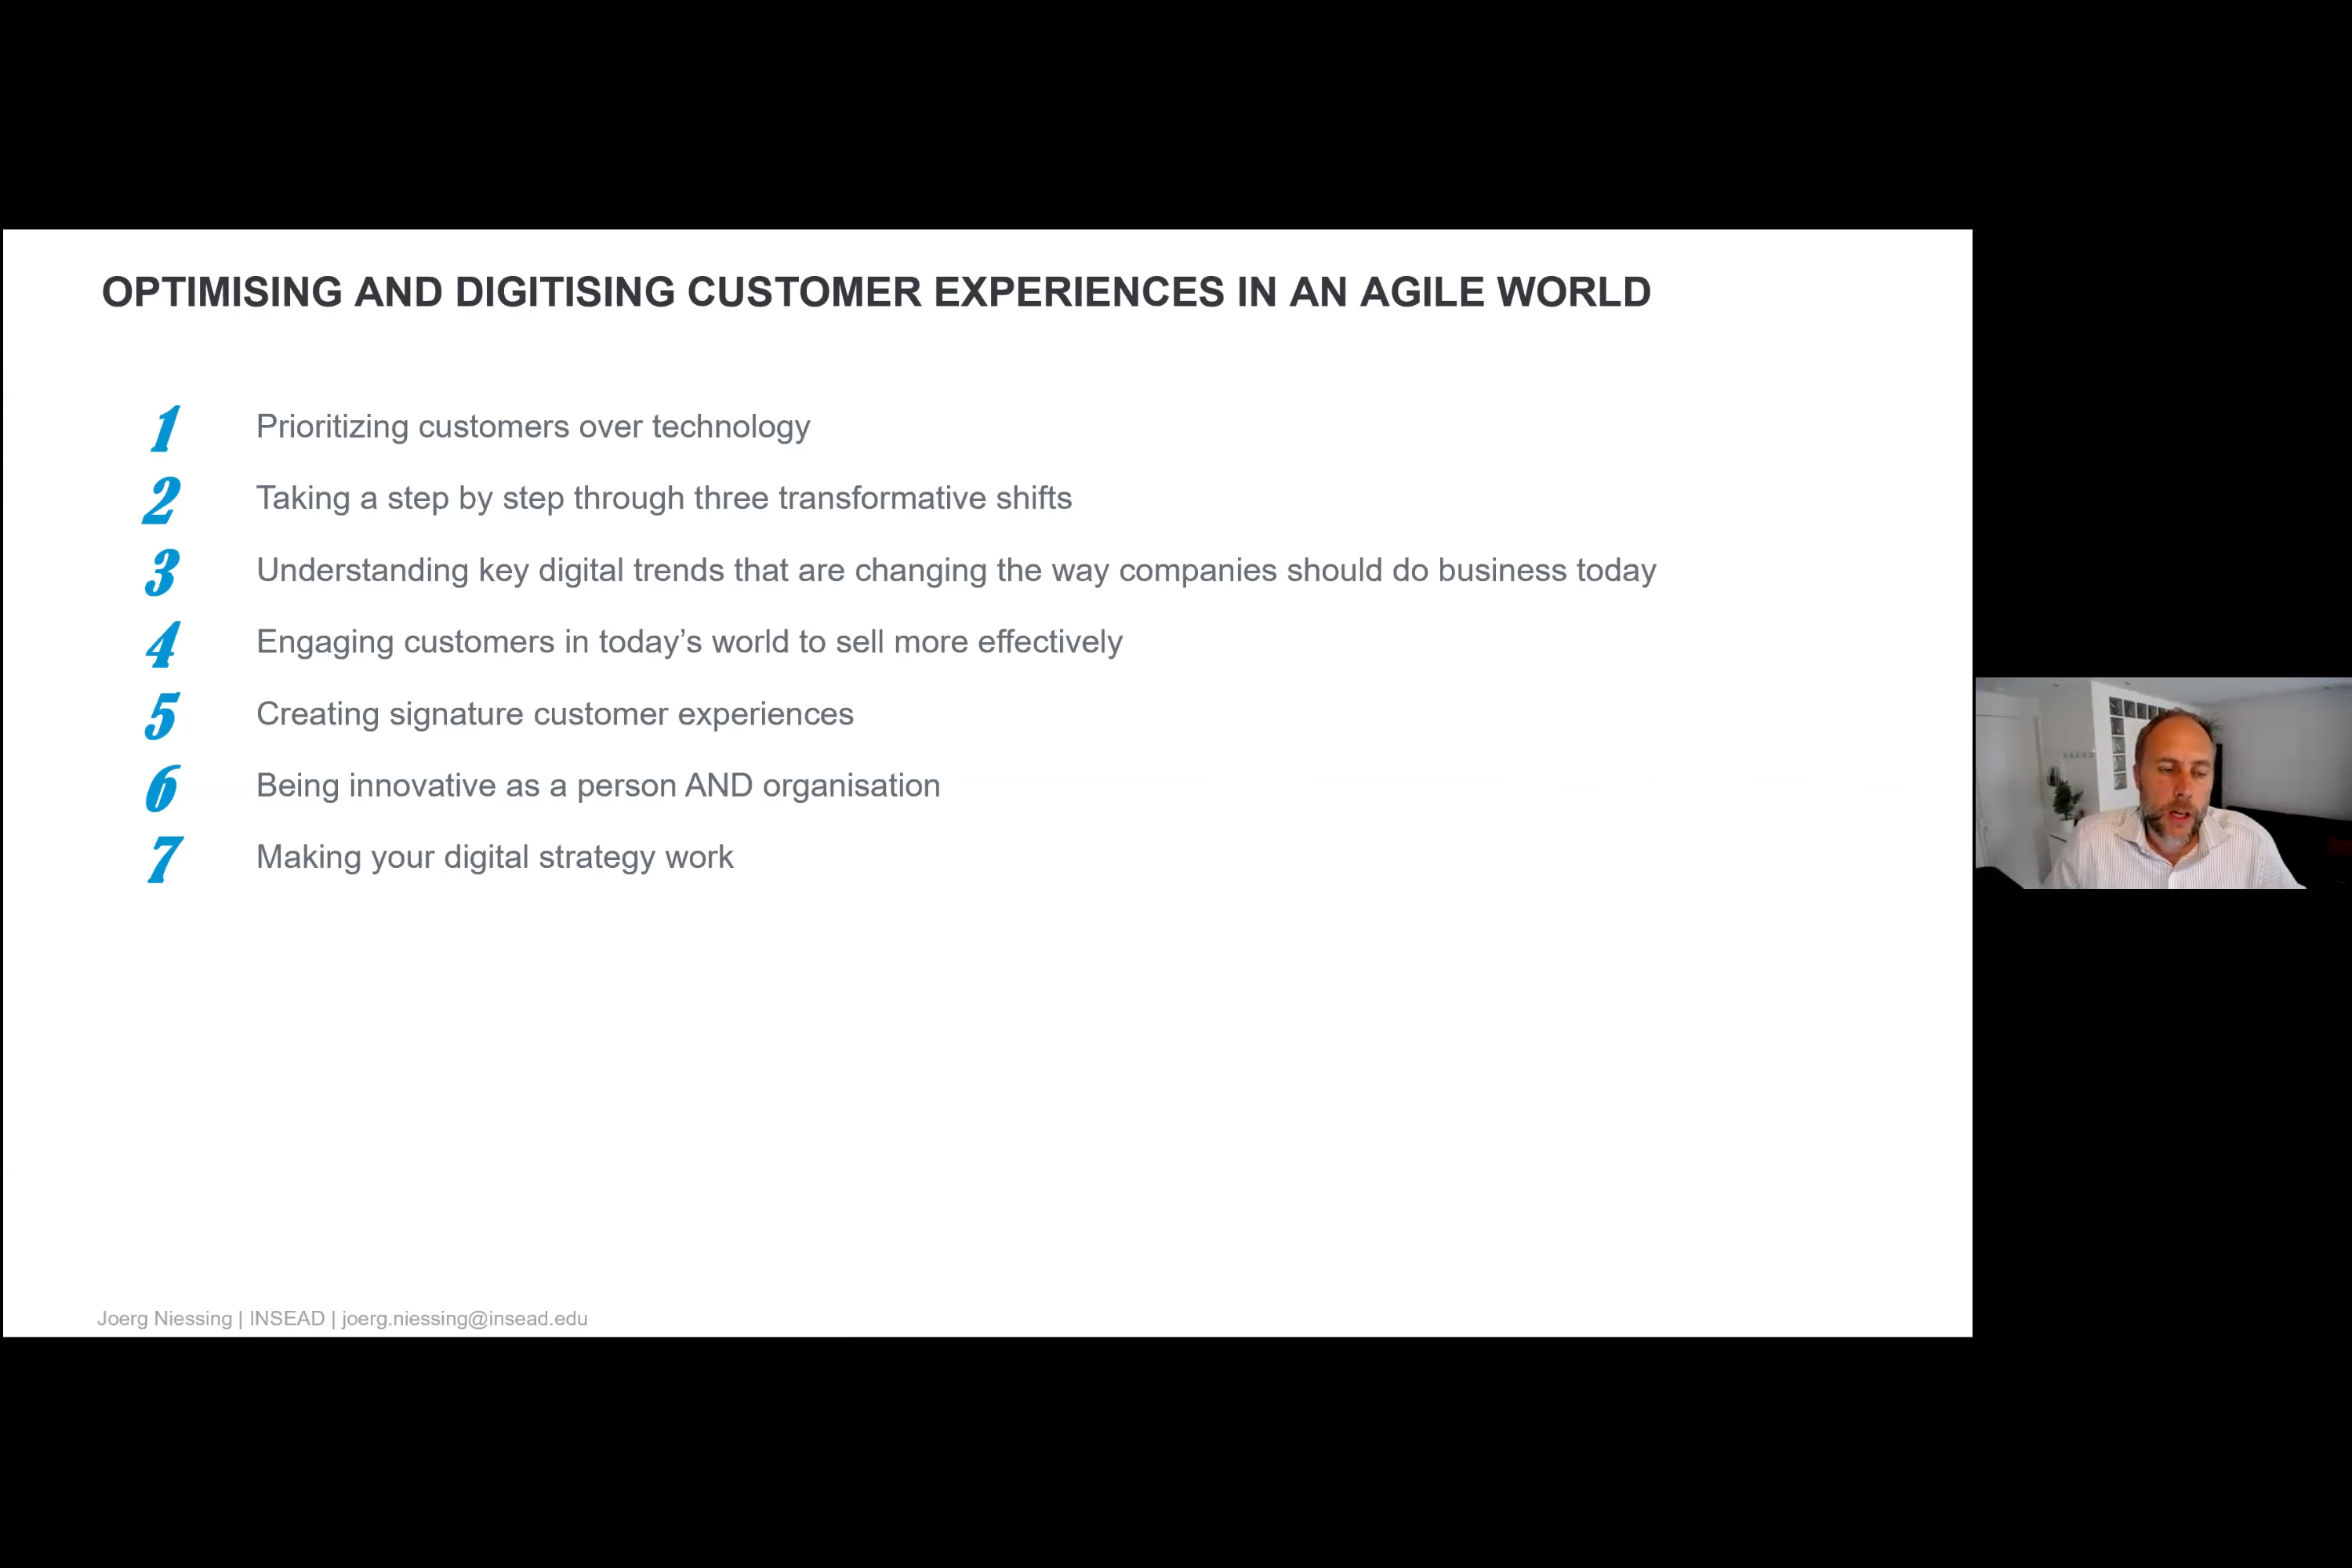 OPTIMISING AND DIGITISING CUSTOMER EXPERIENCES IN AN AGILE WORLD
1 Prioritizing customers over technology
2 Taking a step by step through three transformative shifts
3 Understanding key digital trends that are changing the way companies should do business today
4 Engaging customers in today’s world to sell more effectively
5 Creating signature customer experiences
6 Being innovative as a person AND organisation
7 Making your digital strategy work
Joerg Niessing | INSEAD | joerg.niessing@insead.edu